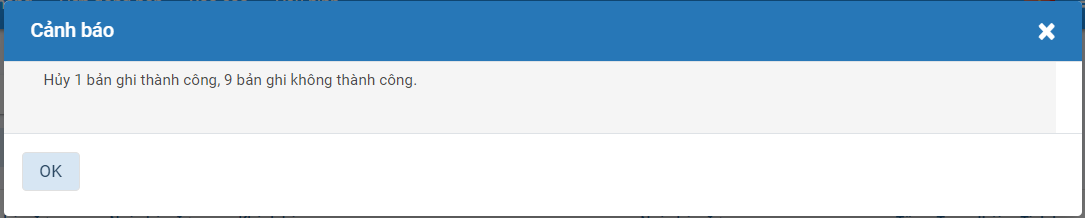 Cảnh báo
Hủy 1 bản ghi thành công, 9 bản ghi không thành công.
OK